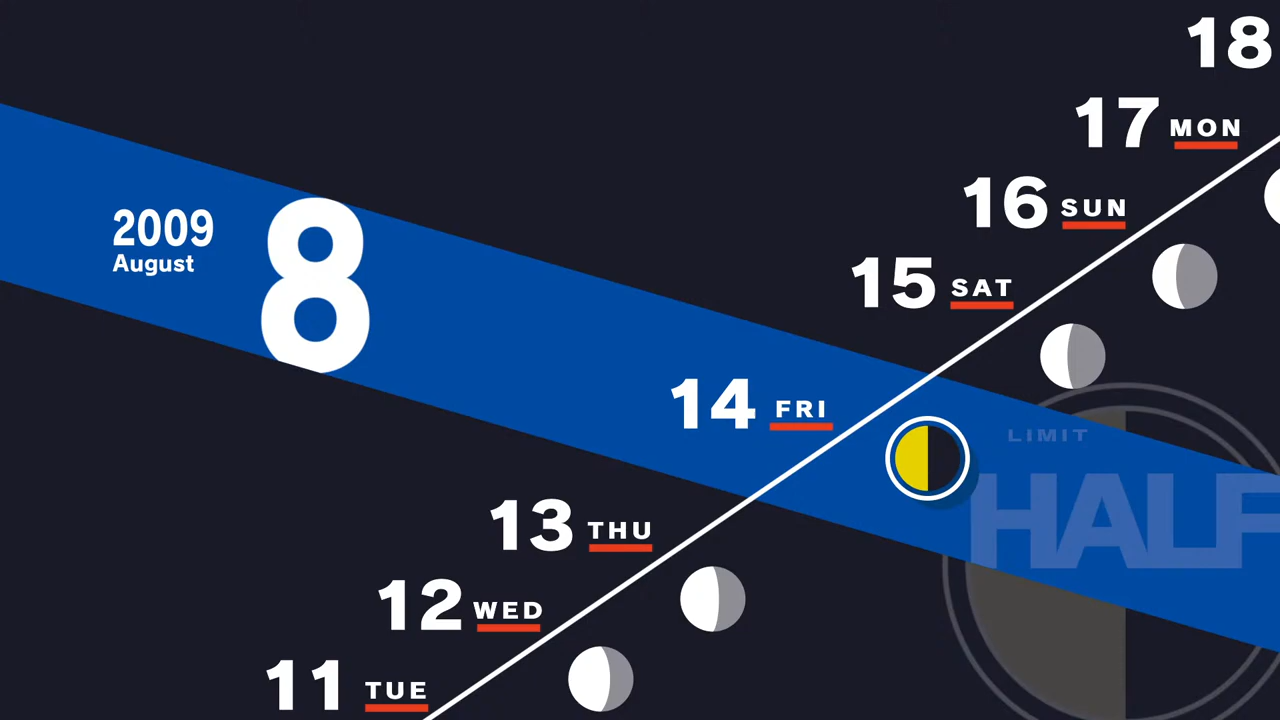 18
17 MON
16 SUN
2009
August
8
15 SAT
14 FRI
LIMIT
HALF
13 THU
12 WED
11 TUE